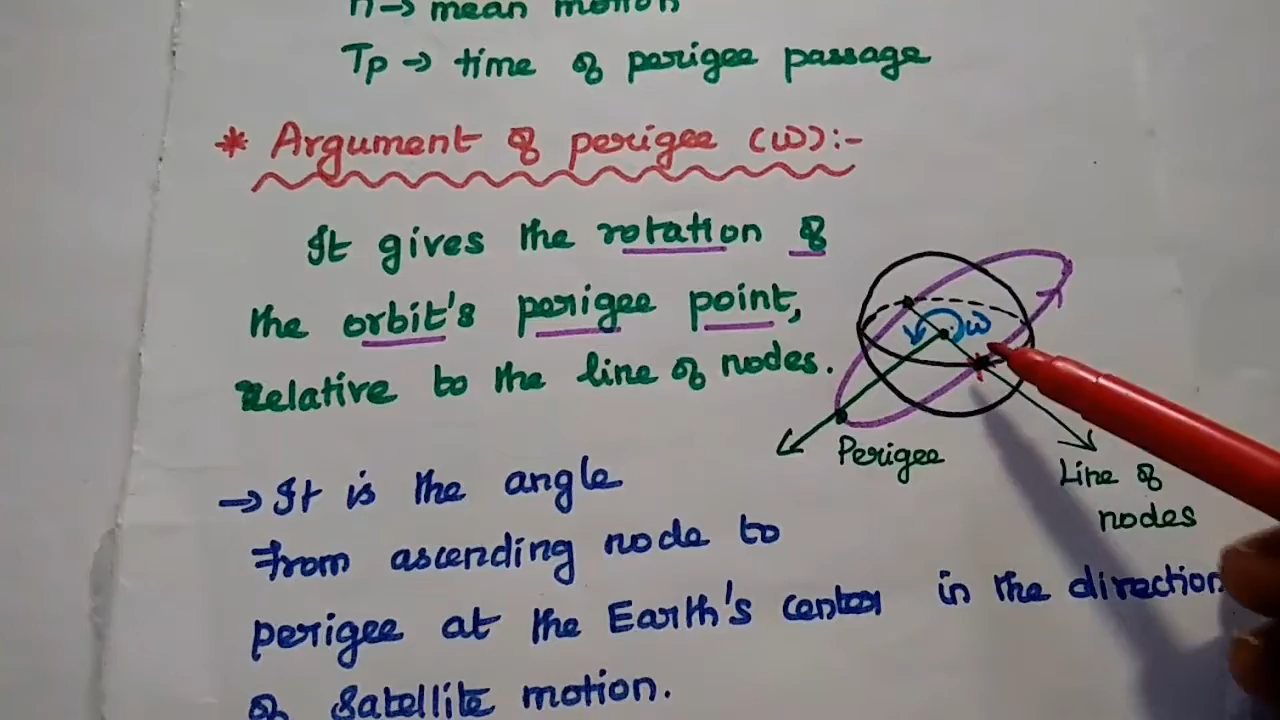 n→ mean motion
Tp → time of perigee passage
* Argument of perigee (ω):-
It gives the rotation of
the orbit's perigee point,
relative to the line of nodes.
ω
Perigee
Line of
nodes
→ It is the angle
from ascending node to
perigee at the Earth's center in the direction
of satellite motion.